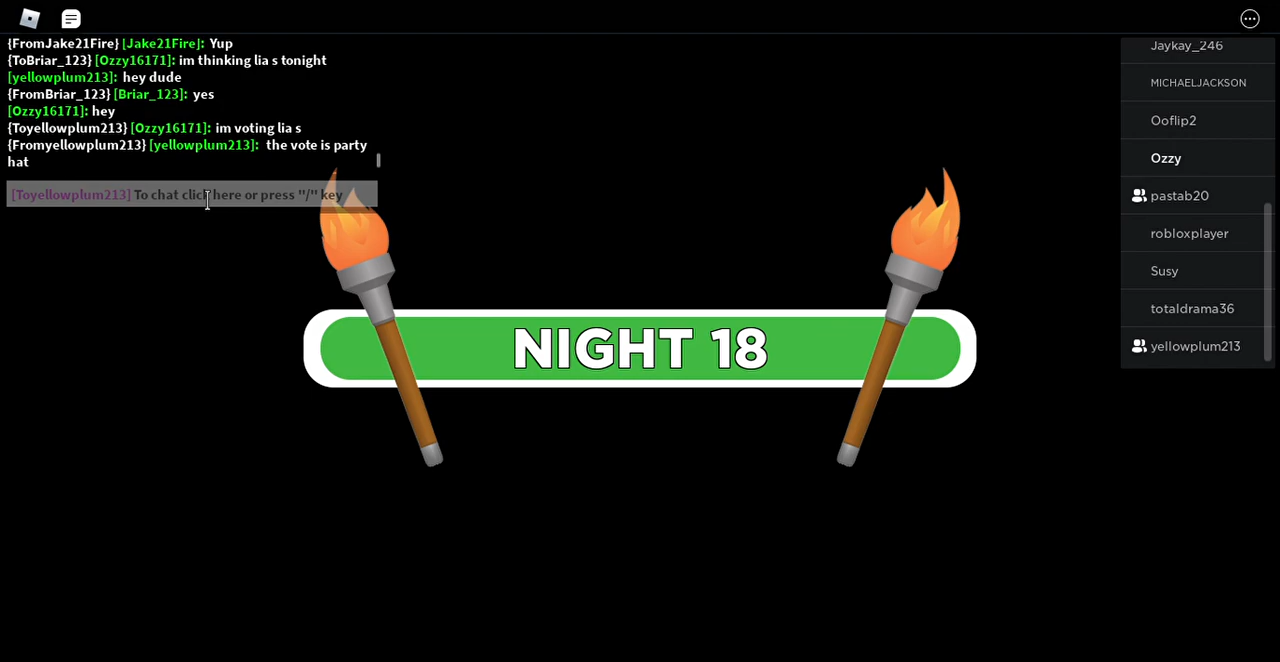 {FromJake21Fire} [Jake21Fire]: Yup
{ToBriar_123} [Ozzy16171]: im thinking lia s tonight
[yellowplum213]: hey dude
{FromBriar_123} [Briar_123]: yes
[Ozzy16171]: hey
{Toyellowplum213} [Ozzy16171]: im voting lia s
{Fromyellowplum213} [yellowplum213]: the vote is party
hat
[Toyellowplum213] To chat click here or press "/" key
NIGHT 18
Jaykay_246
MICHAELJACKSON
Ooflip2
Ozzy
pastab20
robloxplayer
Susy
totaldrama36
yellowplum213